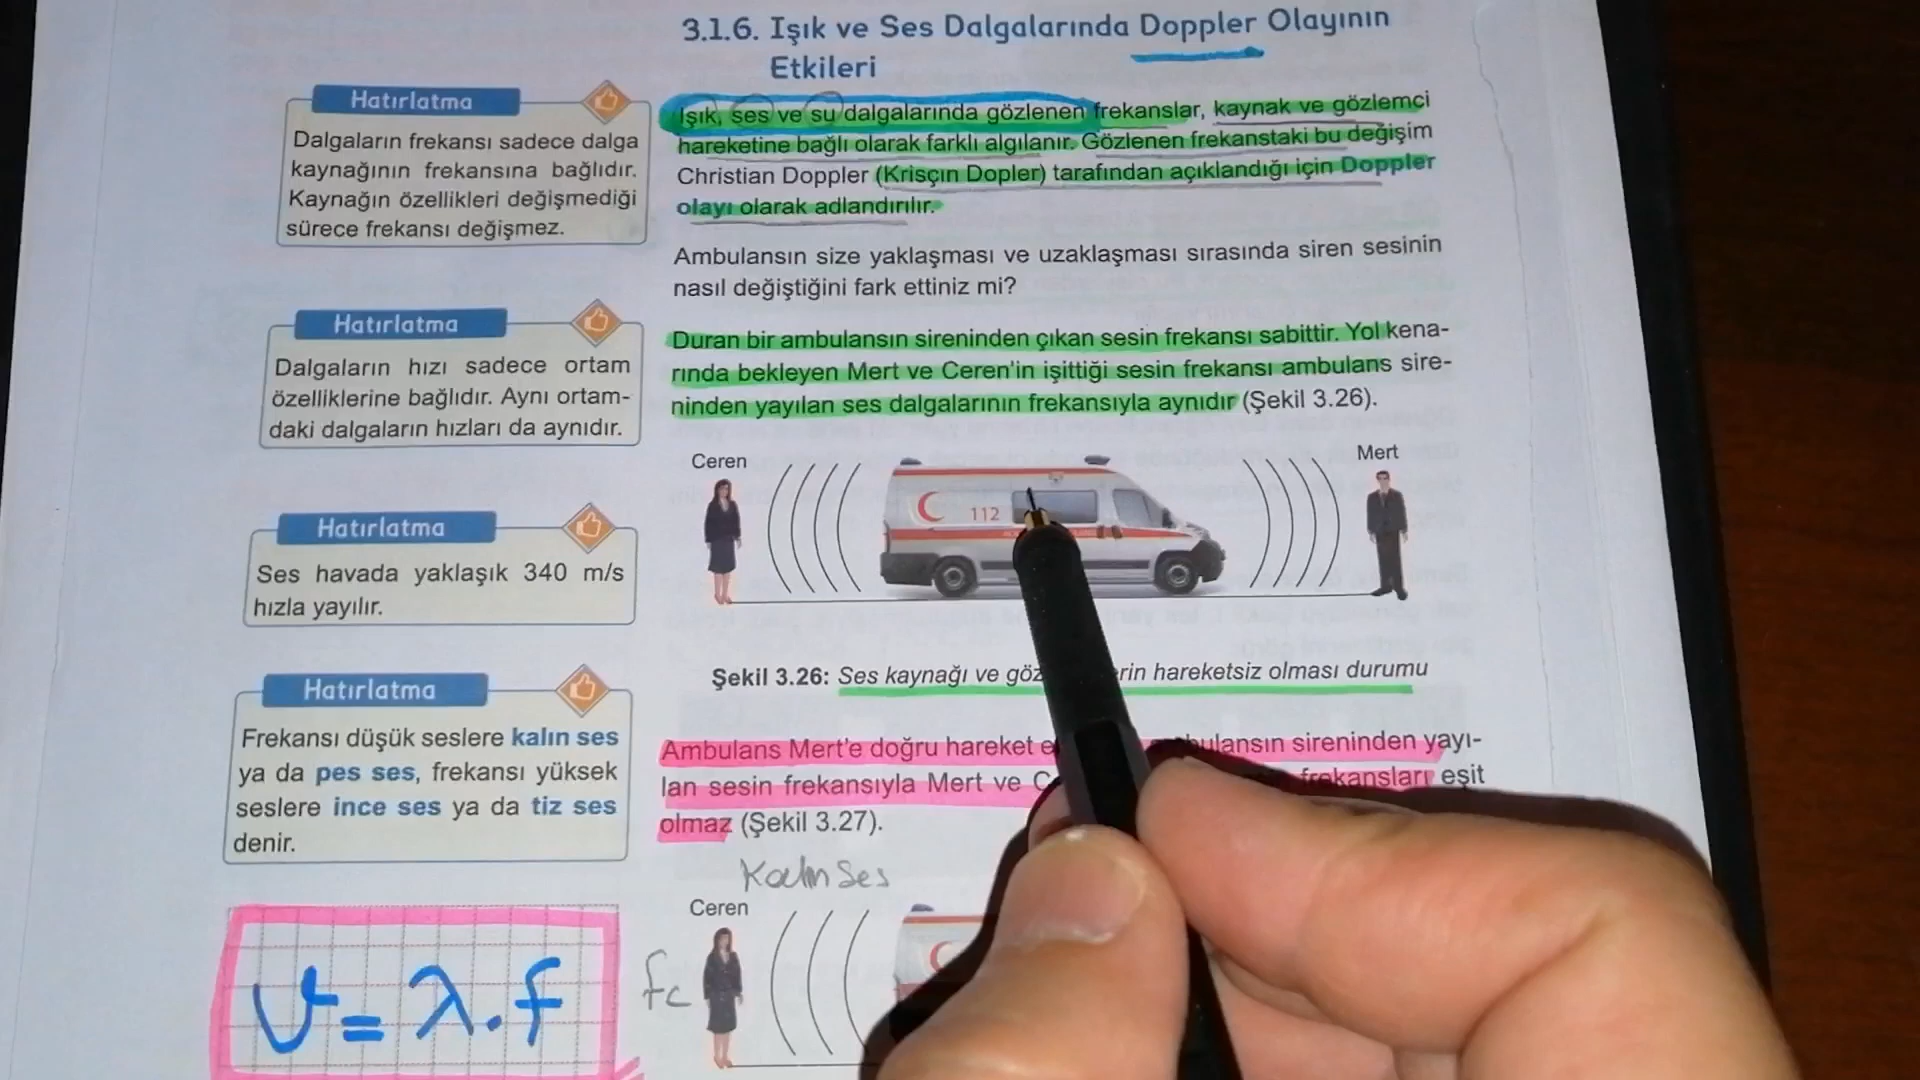 3.1.6. Işık ve Ses Dalgalarında Doppler Olayının
Etkileri
Işık, ses ve su dalgalarında gözlenen frekanslar, kaynak ve gözlemci
hareketine bağlı olarak farklı algılanır. Gözlenen frekanstaki bu değişim
Christian Doppler (Krisçın Dopler) tarafından açıklandığı için Doppler
olayı olarak adlandırılır.
Ambulansın size yaklaşması ve uzaklaşması sırasında siren sesinin
nasıl değiştiğini fark ettiniz mi?
Duran bir ambulansın sireninden çıkan sesin frekansı sabittir. Yol kena-
rında bekleyen Mert ve Ceren'in işittiği sesin frekansı ambulans sire-
ninden yayılan ses dalgalarının frekansıyla aynıdır (Şekil 3.26).
Ceren
Mert
112
Şekil 3.26: Ses kaynağı ve hareketsiz olması durumu
Ambulans Mert'e doğru hareket sireninden yayı-
lan sesin frekansıyla Mert ve frekansları eşit
olmaz (Şekil 3.27).
Kalın Ses
Ceren
fc
Hatırlatma
Dalgaların frekansı sadece dalga
kaynağının frekansına bağlıdır.
Kaynağın özellikleri değişmediği
sürece frekansı değişmez.
Hatırlatma
Dalgaların hızı sadece ortam
özelliklerine bağlıdır. Aynı ortam-
daki dalgaların hızları da aynıdır.
Hatırlatma
Ses havada yaklaşık 340 m/s
hızla yayılır.
Hatırlatma
Frekansı düşük seslere kalın ses
ya da pes ses, frekansı yüksek
seslere ince ses ya da tiz ses
denir.
v = λ.f